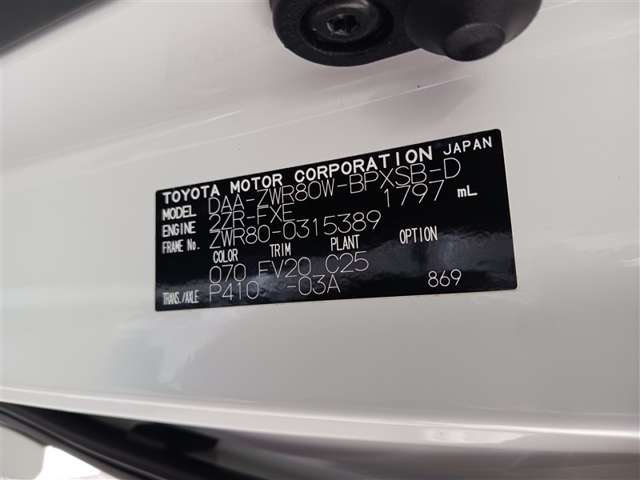 TOYOTA MOTOR CORPORATION JAPAN
MODEL DAA-ZWR80W-BPXSB-D
ENGINE 2ZR-FXE 1797 mL
FRAME No. ZWR80-0315389
COLOR TRIM PLANT OPTION
070 FV20 C25
TRANS./AXLE P410 -03A 869